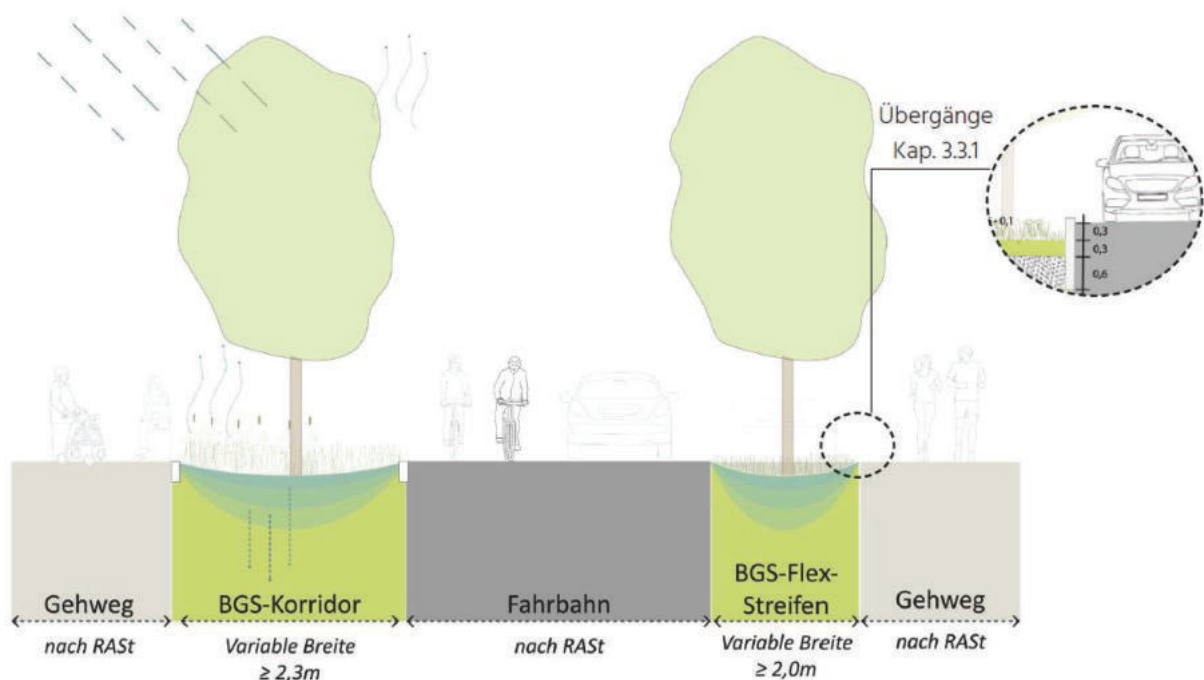 Übergänge
Kap. 3.3.1
+0,1
0,3
0,3
0,6
Gehweg
BGS-Korridor
Fahrbahn
BGS-Flex-
Streifen
Gehweg
nach RASt
Variable Breite
≥ 2,3m
nach RASt
Variable Breite
≥ 2,0m
nach RASt